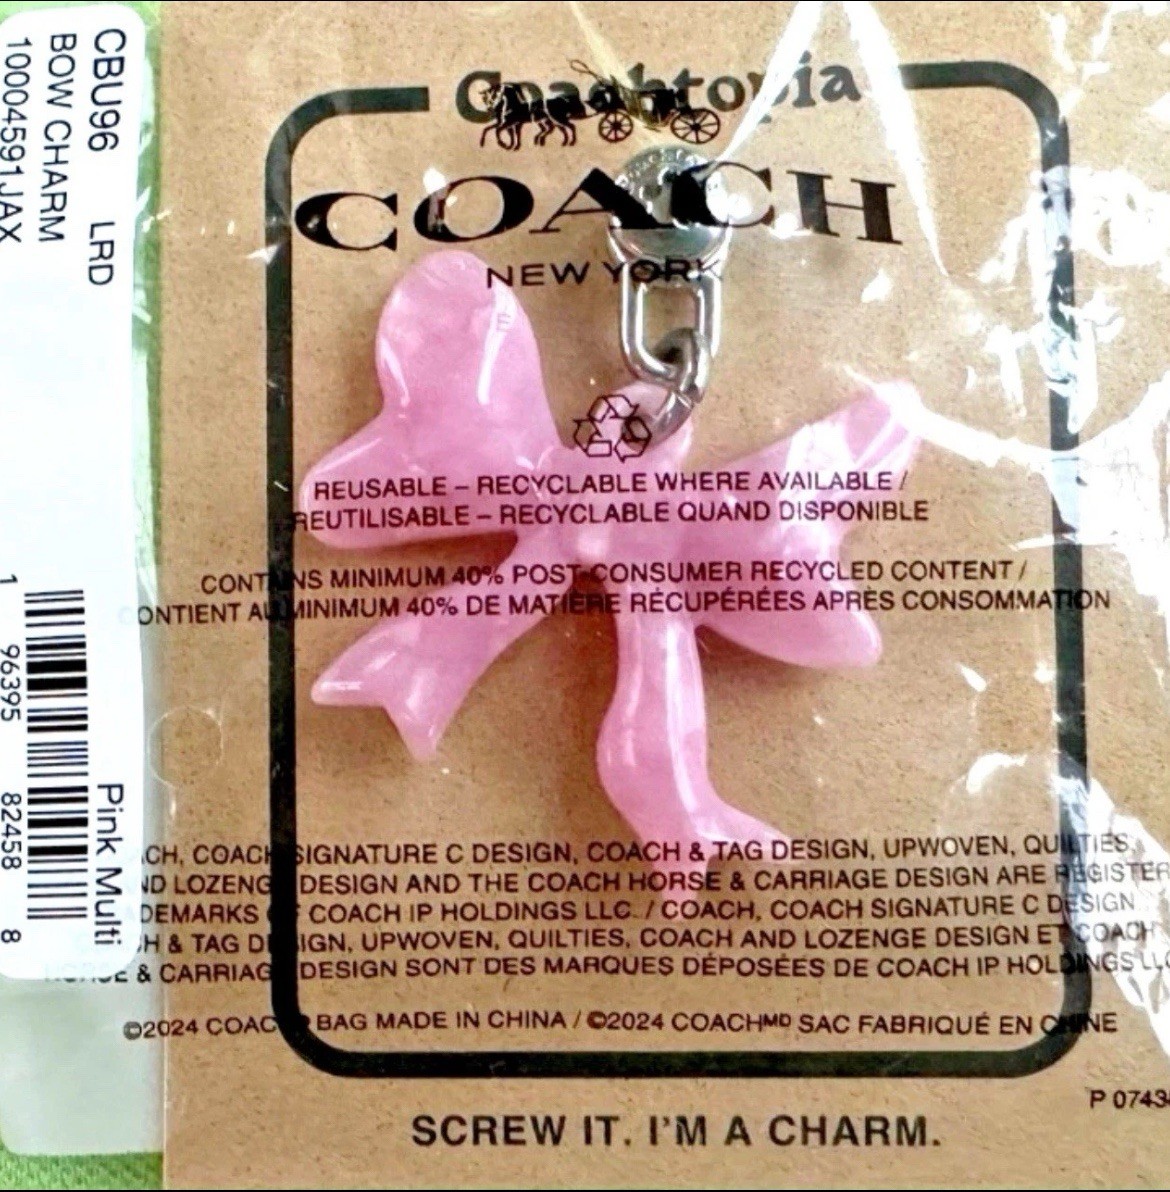 CBU96 LRD
BOW CHARM
10004591JAX
Pink Multi
1 96395 82458 8
Coachtopia
COACH
NEW YORK
REUSABLE – RECYCLABLE WHERE AVAILABLE /
REUTILISABLE – RECYCLABLE QUAND DISPONIBLE
CONTAINS MINIMUM 40% POST-CONSUMER RECYCLED CONTENT /
CONTIENT AU MINIMUM 40% DE MATIÈRE RÉCUPÉRÉES APRÈS CONSOMMATION
COACH SIGNATURE C DESIGN, COACH & TAG DESIGN, UPWOVEN, QUILTIES,
LOZENGE DESIGN AND THE COACH HORSE & CARRIAGE DESIGN ARE
OF COACH IP HOLDINGS LLC. / COACH, COACH SIGNATURE C DESIGN
& TAG DESIGN, UPWOVEN, QUILTIES, COACH AND LOZENGE DESIGN ET COACH
& CARRIAGE DESIGN SONT DES MARQUES DÉPOSÉES DE COACH IP HOLDINGS LLC
©2024 COACH® BAG MADE IN CHINA / ©2024 COACHᴹᴰ SAC FABRIQUÉ EN CHINE
SCREW IT. I'M A CHARM.